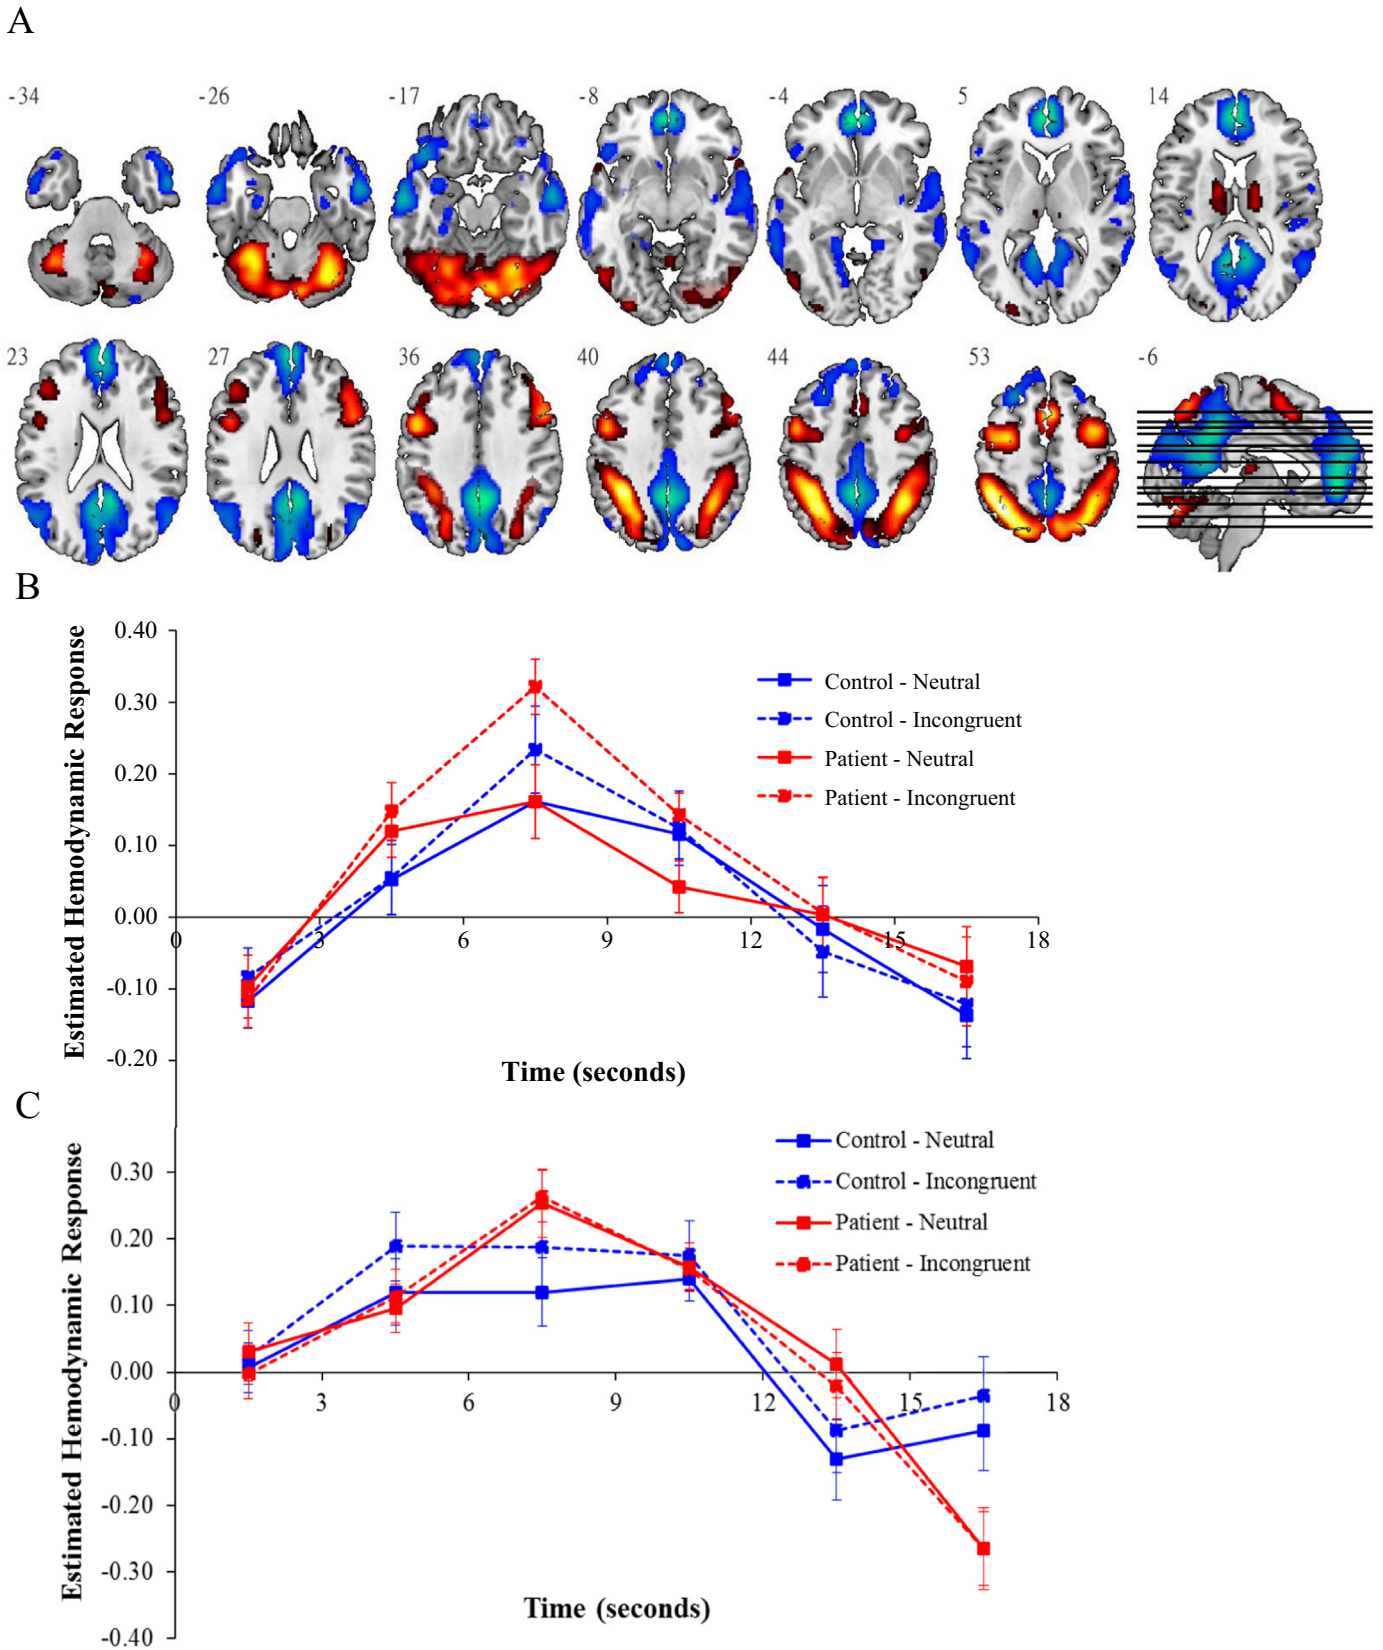 A
-34 -26 -17 -8 -4 5 14
23 27 36 40 44 53 -6
B
Estimated Hemodynamic Response
0.40
0.30
0.20
0.10
0.00
-0.10
-0.20
0 3 6 9 12 15 18
Control - Neutral
Control - Incongruent
Patient - Neutral
Patient - Incongruent
Time (seconds)
C
Estimated Hemodynamic Response
0.30
0.20
0.10
0.00
-0.10
-0.20
-0.30
-0.40
0 3 6 9 12 15 18
Control - Neutral
Control - Incongruent
Patient - Neutral
Patient - Incongruent
Time (seconds)